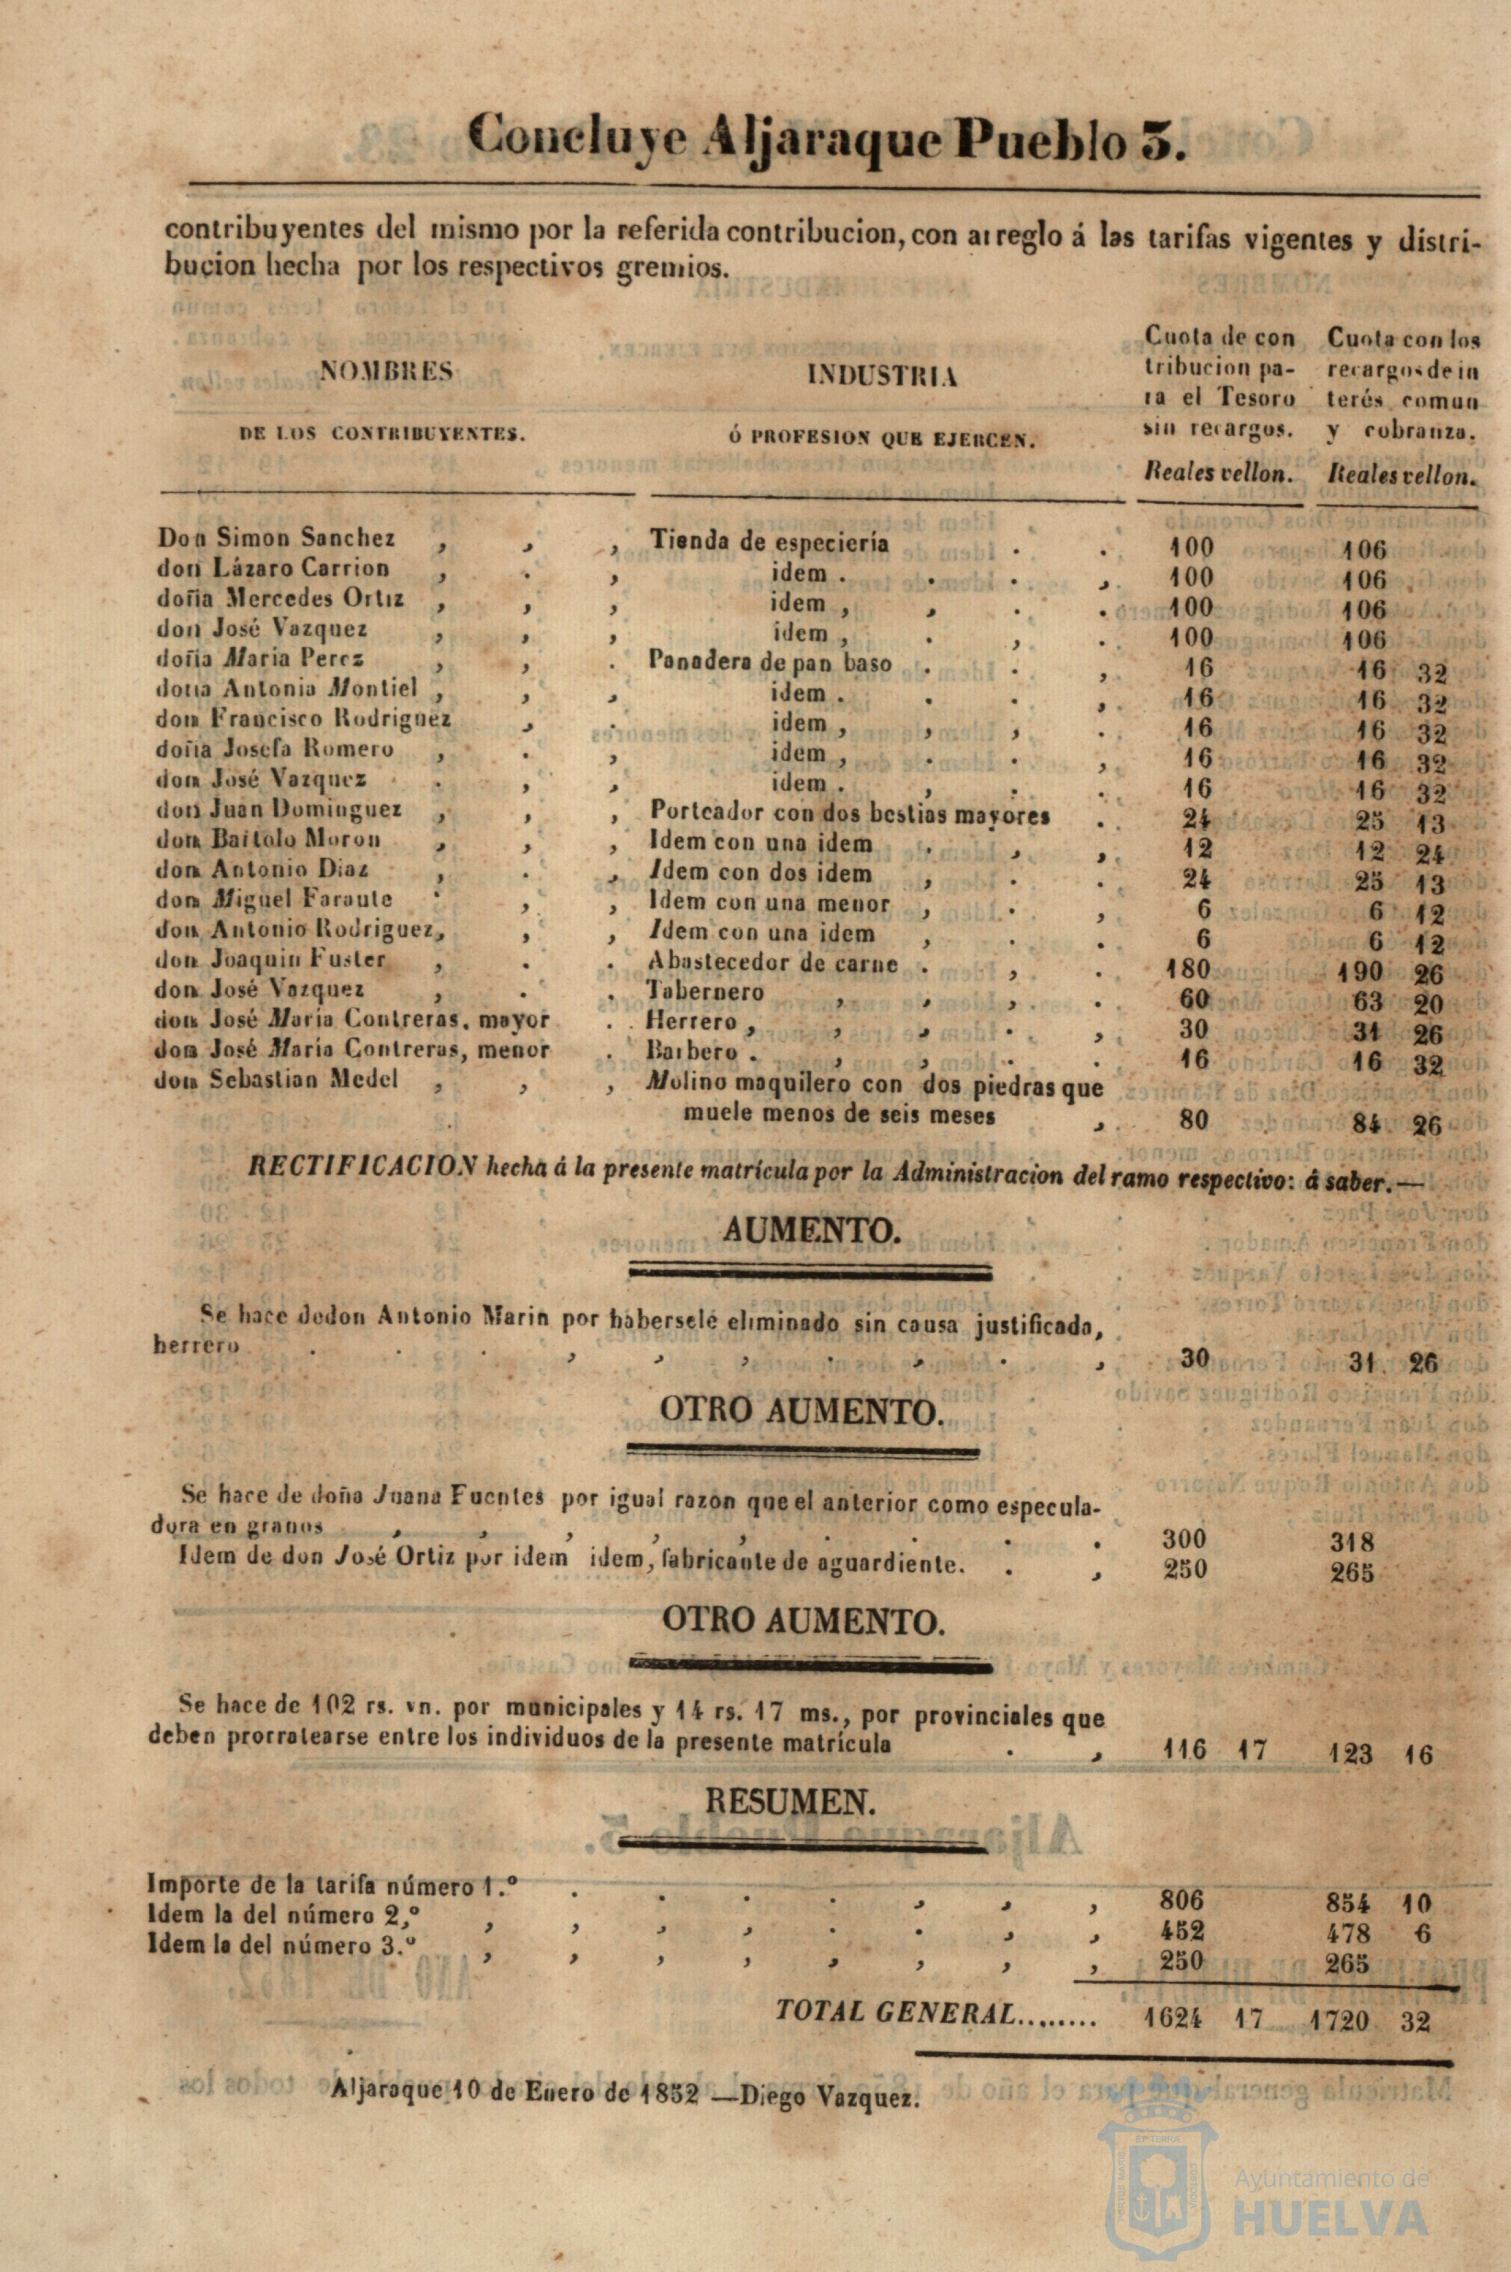 Concluye Aljaraque Pueblo 3.
contribuyentes del mismo por la referida contribucion, con arreglo á las tarifas vigentes y distri-
bucion hecha por los respectivos gremios.
NOMBRES
DE LOS CONTRIBUYENTES.
INDUSTRIA
Ó PROFESION QUE EJERCEN.
Cuota de con
tribucion pa-
ra el Tesoro
sin recargos.
Reales vellon.
Cuota con los
recargos de in
terés comun
y cobranza.
Reales vellon.
Don Simon Sanchez , , , Tienda de especiería . . 100 106
don Lázaro Carrion , . , idem . . . , 100 106
doña Mercedes Ortiz , , , idem , , . . 100 106
don José Vazquez , , , idem , . , . 100 106
doña Maria Perez , , . Panadera de pan baso . . , 16 16 32
doña Antonia Montiel , , , idem . . . , 16 16 32
don Francisco Rodriguez , . idem , , , . 16 16 32
doña Josefa Romero , . , idem , . . , 16 16 32
don José Vazquez . , , idem . , . . 16 16 32
don Juan Dominguez , , , Porteador con dos bestias mayores . 24 25 13
don Bartolo Moron , , , Idem con una idem . , , 12 12 24
don Antonio Diaz , . , Idem con dos idem , . . 24 25 13
don Miguel Faraute ' , , Idem con una menor , . , 6 6 12
don Antonio Rodriguez, , , Idem con una idem , . . 6 6 12
don Joaquin Fuster , . . Abastecedor de carne . , . 180 190 26
don José Vazquez , . . Tabernero , , , . 60 63 20
don José María Contreras, mayor . . Herrero , , , . , 30 31 26
don José María Contreras, menor . Barbero . , , . . 16 16 32
don Sebastian Medel , , , Molino maquilero con dos piedras que
muele menos de seis meses , 80 84 26
RECTIFICACION hecha á la presente matrícula por la Administracion del ramo respectivo: á saber.—
AUMENTO.
Se hace dedon Antonio Marin por habersele eliminado sin causa justificada,
herrero . . . , , , . , . , 30 31 26
OTRO AUMENTO.
Se hace de doña Juana Fuentes por igual razon que el anterior como especula-
dora en granos , , , , , . . . . 300 318
Idem de don José Ortiz por idem idem, fabricante de aguardiente. . , 250 265
OTRO AUMENTO.
Se hace de 102 rs. vn. por municipales y 14 rs. 17 ms., por provinciales que
deben prorratearse entre los individuos de la presente matrícula . , 116 17 123 16
RESUMEN.
Importe de la tarifa número 1.º . . . . , , , 806 854 10
Idem la del número 2,º , , , , . . , , 452 478 6
Idem la del número 3.º , , , , , , , , 250 265
TOTAL GENERAL........ 1624 17 1720 32
Aljaraque 10 de Enero de 1852 —Diego Vazquez.
Ayuntamiento de
HUELVA